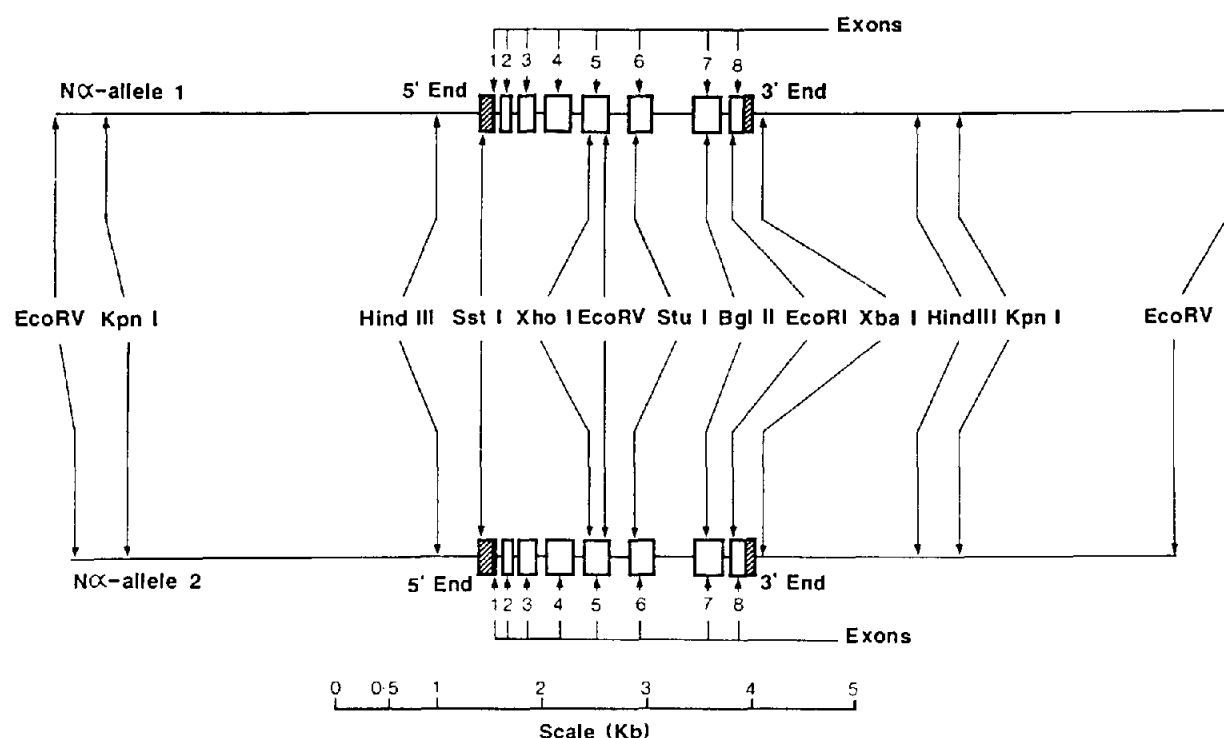 Exons
1 2 3 4 5 6 7 8
Nα-allele 1
5' End
3' End
EcoRV Kpn I Hind III Sst I Xho I EcoRV Stu I Bgl II EcoRI Xba I HindIII Kpn I EcoRV
Nα-allele 2
5' End
3' End
1 2 3 4 5 6 7 8
Exons
0 0·5 1 2 3 4 5
Scale (Kb)